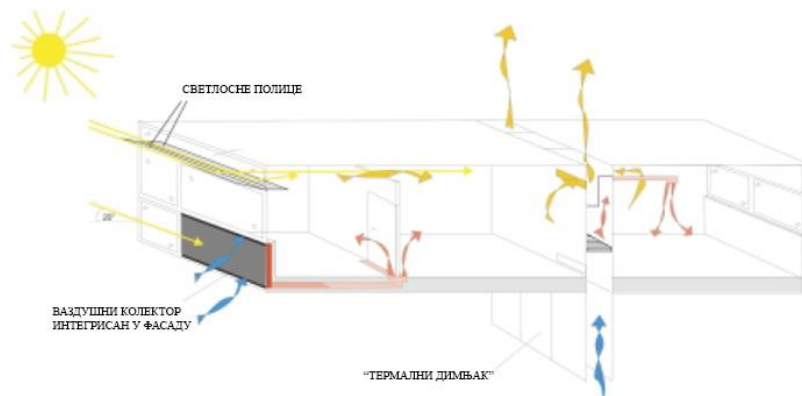 СВЕТЛОСНЕ ПОЛИЦЕ
20°
ВАЗДУШНИ КОЛЕКТОР
ИНТЕГРИСАН У ФАСАДУ
“ТЕРМАЛНИ ДИМЊАК”